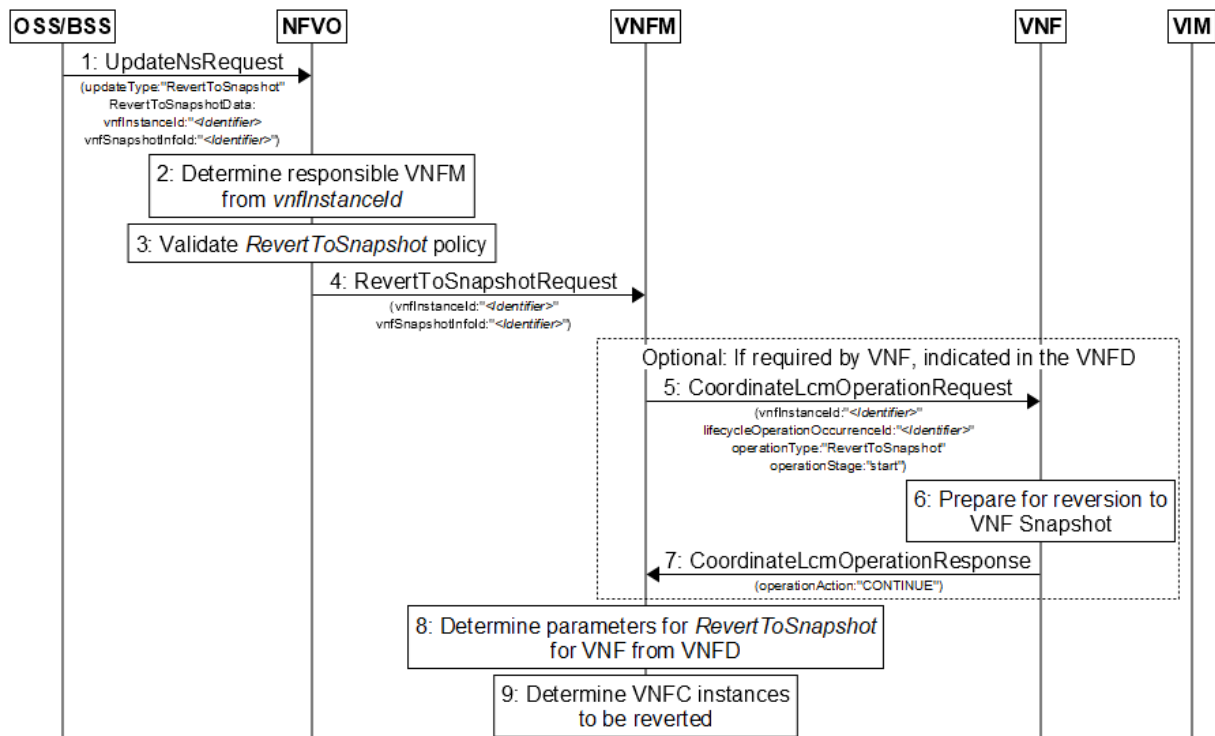 OSS/BSS NFVO VNFM VNF VIM
1: UpdateNsRequest
(updateType:"RevertToSnapshot"
RevertToSnapshotData:
vnfInstanceId:"<Identifier>
vnfSnapshotInfoId:"<Identifier>")
2: Determine responsible VNFM
from vnfInstanceId
3: Validate RevertToSnapshot policy
4: RevertToSnapshotRequest
(vnfInstanceId:"<Identifier>"
vnfSnapshotInfoId:"<Identifier>")
Optional: If required by VNF, indicated in the VNFD
5: CoordinateLcmOperationRequest
(vnfInstanceId:"<Identifier>"
lifecycleOperationOccurrenceId:"<Identifier>"
operationType:"RevertToSnapshot"
operationStage:"start")
6: Prepare for reversion to
VNF Snapshot
7: CoordinateLcmOperationResponse
(operationAction:"CONTINUE")
8: Determine parameters for RevertToSnapshot
for VNF from VNFD
9: Determine VNFC instances
to be reverted